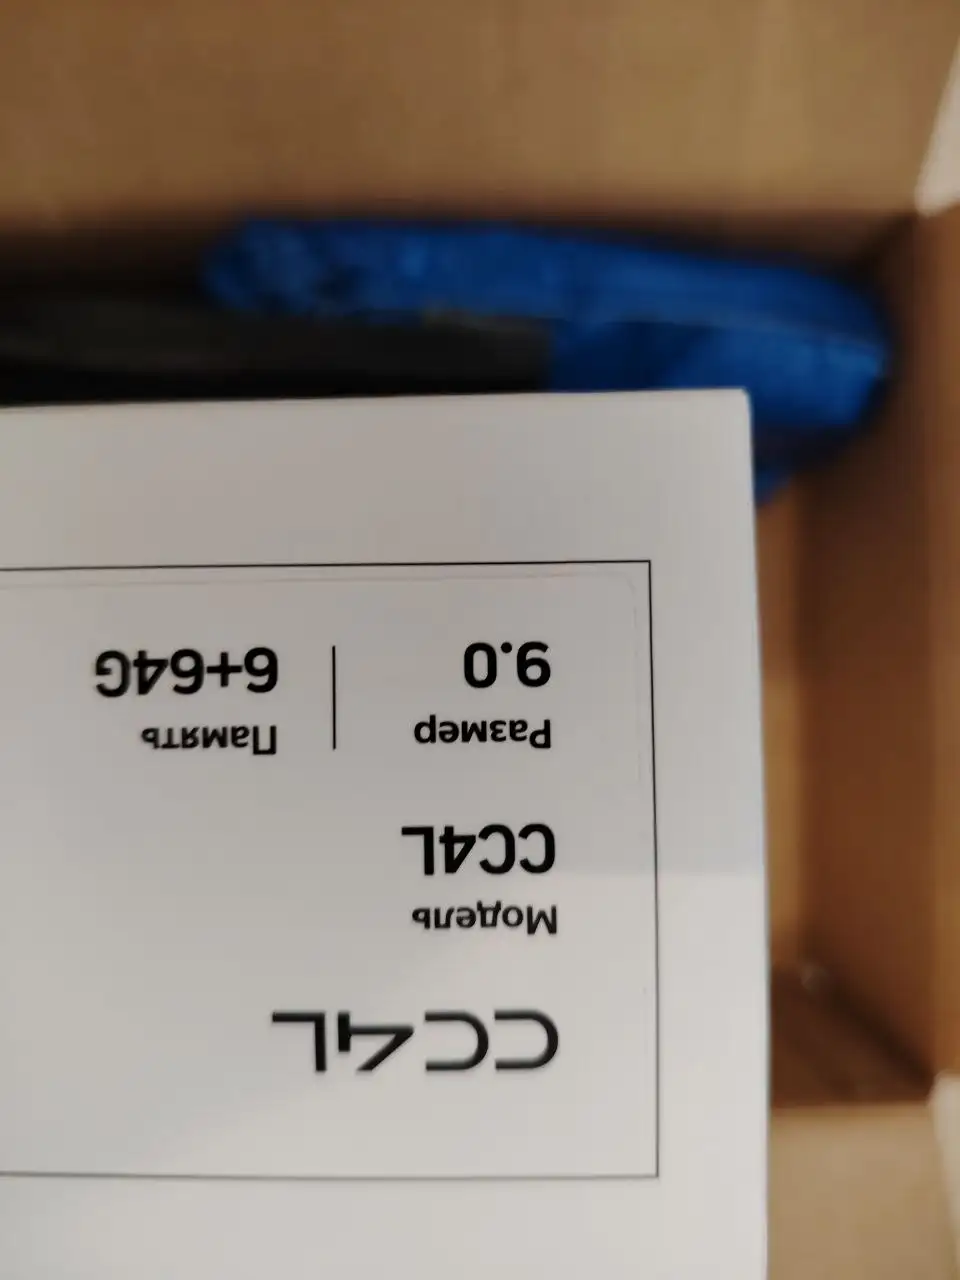 CC4L
Модель
CC4L
Размер Память
9.0 6+64G